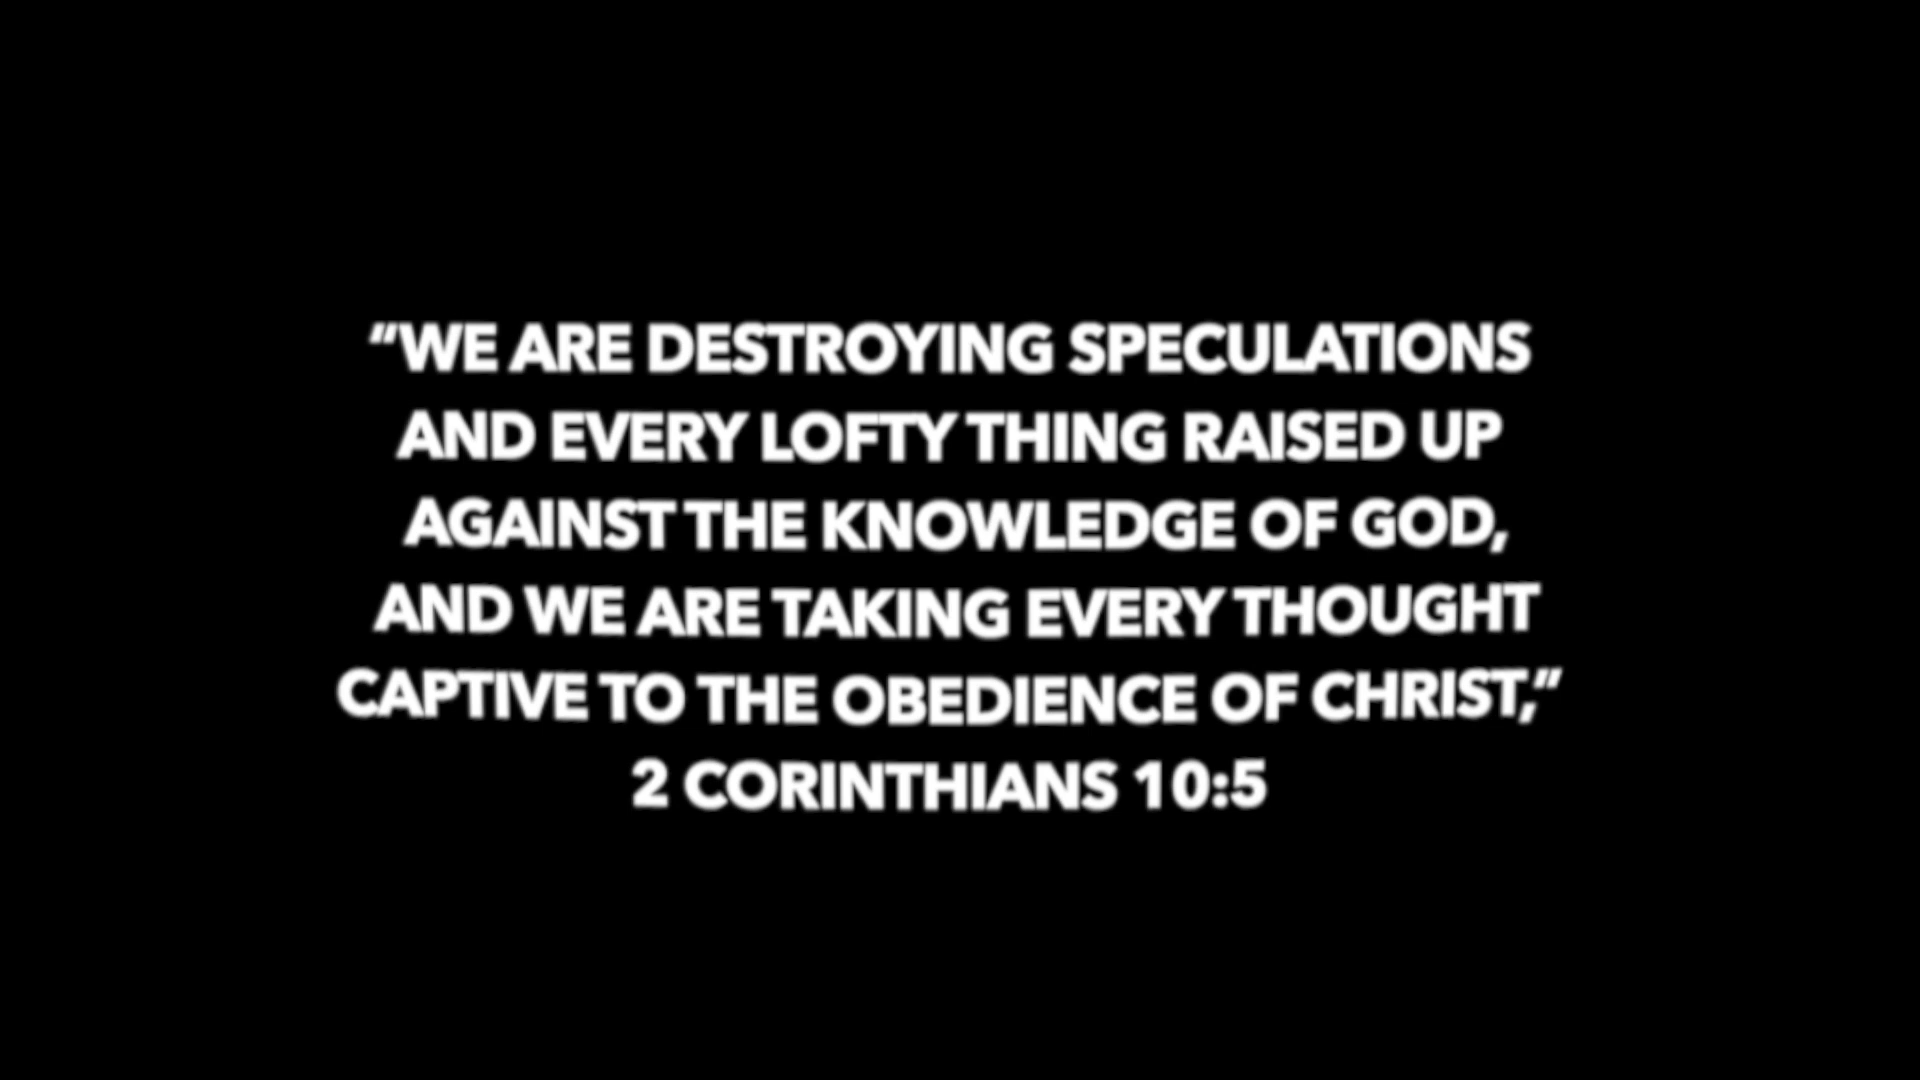 “WE ARE DESTROYING SPECULATIONS
AND EVERY LOFTY THING RAISED UP
AGAINST THE KNOWLEDGE OF GOD,
AND WE ARE TAKING EVERY THOUGHT
CAPTIVE TO THE OBEDIENCE OF CHRIST,”
2 CORINTHIANS 10:5